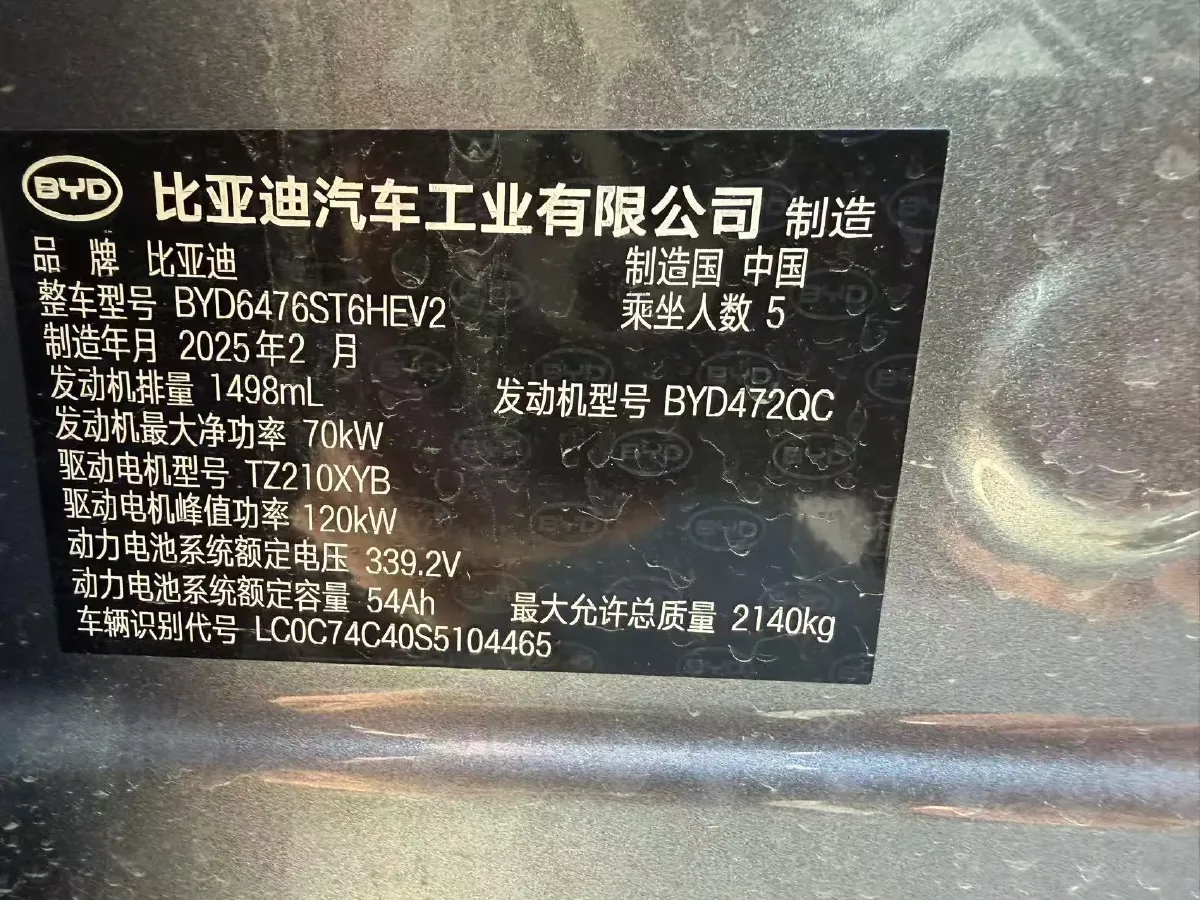 BYD 比亚迪汽车工业有限公司 制造
品 牌 比亚迪 制造国 中国
整车型号 BYD6476ST6HEV2 乘坐人数 5
制造年月 2025年2 月
发动机排量 1498mL 发动机型号 BYD472QC
发动机最大净功率 70kW
驱动电机型号 TZ210XYB
驱动电机峰值功率 120kW
动力电池系统额定电压 339.2V
动力电池系统额定容量 54Ah 最大允许总质量 2140kg
车辆识别代号 LC0C74C40S5104465